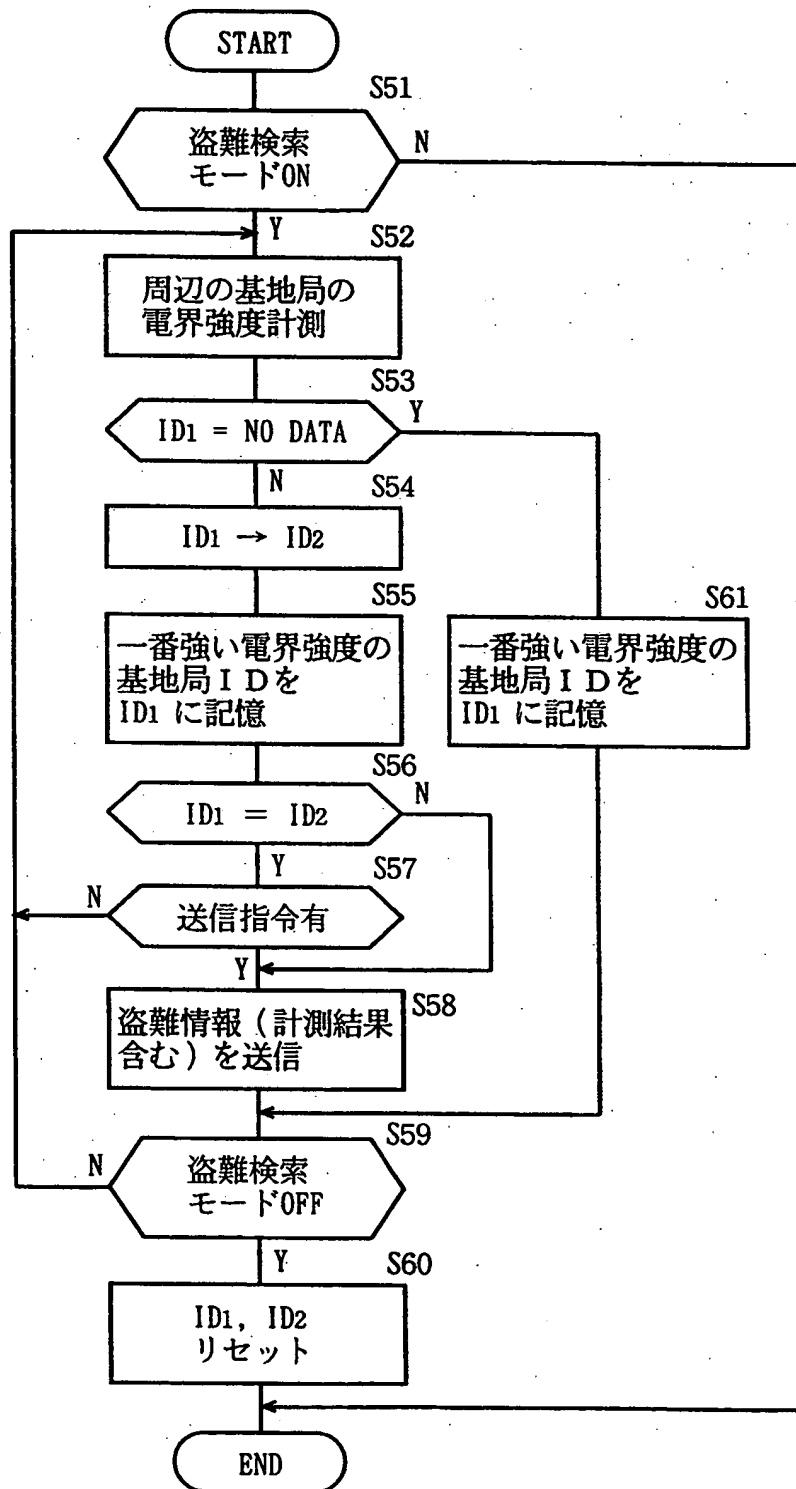 START
S51
盗難検索
モードON
N
Y
S52
周辺の基地局の
電界強度計測
S53
ID1 = NO DATA
Y
N
S54
ID1 → ID2
S55
一番強い電界強度の
基地局ＩＤを
ID1 に記憶
S61
一番強い電界強度の
基地局ＩＤを
ID1 に記憶
S56
ID1 = ID2
N
Y
S57
送信指令有
N
Y
S58
盗難情報（計測結果
含む）を送信
S59
盗難検索
モードOFF
N
Y
S60
ID1, ID2
リセット
END